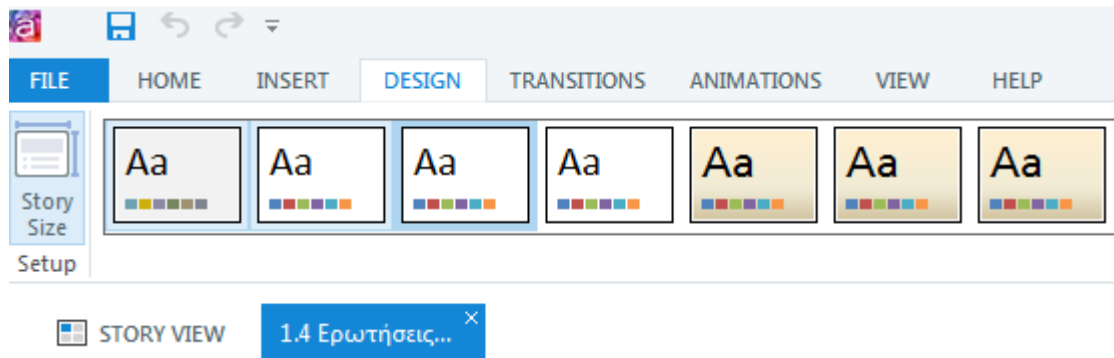 a
FILE HOME INSERT DESIGN TRANSITIONS ANIMATIONS VIEW HELP
Aa Aa Aa Aa Aa Aa Aa
Story
Size
Setup
STORY VIEW 1.4 Ερωτήσεις...